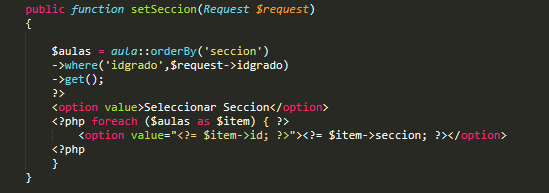 public function setSeccion(Request $request)
{
$aulas = aula::orderBy('seccion')
->where('idgrado',$request->idgrado)
->get();
?>
<option value>Seleccionar Seccion</option>
<?php foreach ($aulas as $item) { ?>
<option value="<?= $item->id; ?>"><?= $item->seccion; ?></option>
<?php
}
}